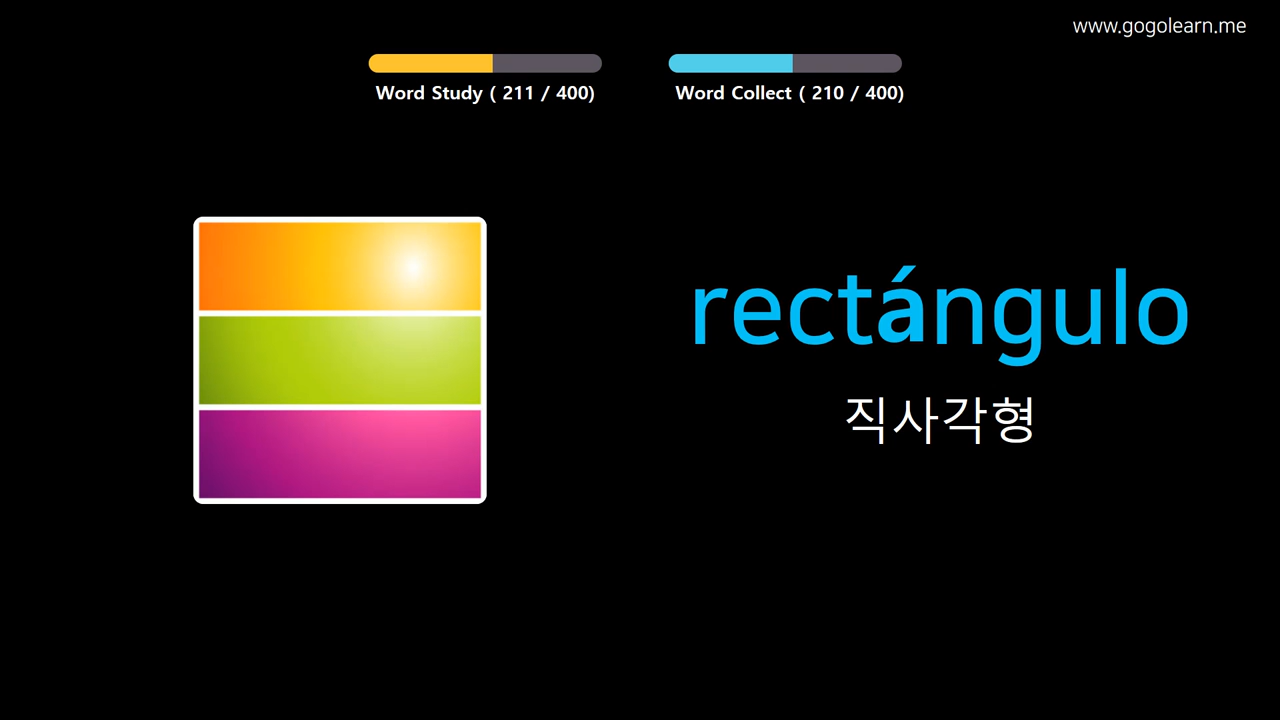 www.gogolearn.me
Word Study ( 211 / 400)
Word Collect ( 210 / 400)
rectángulo
직사각형